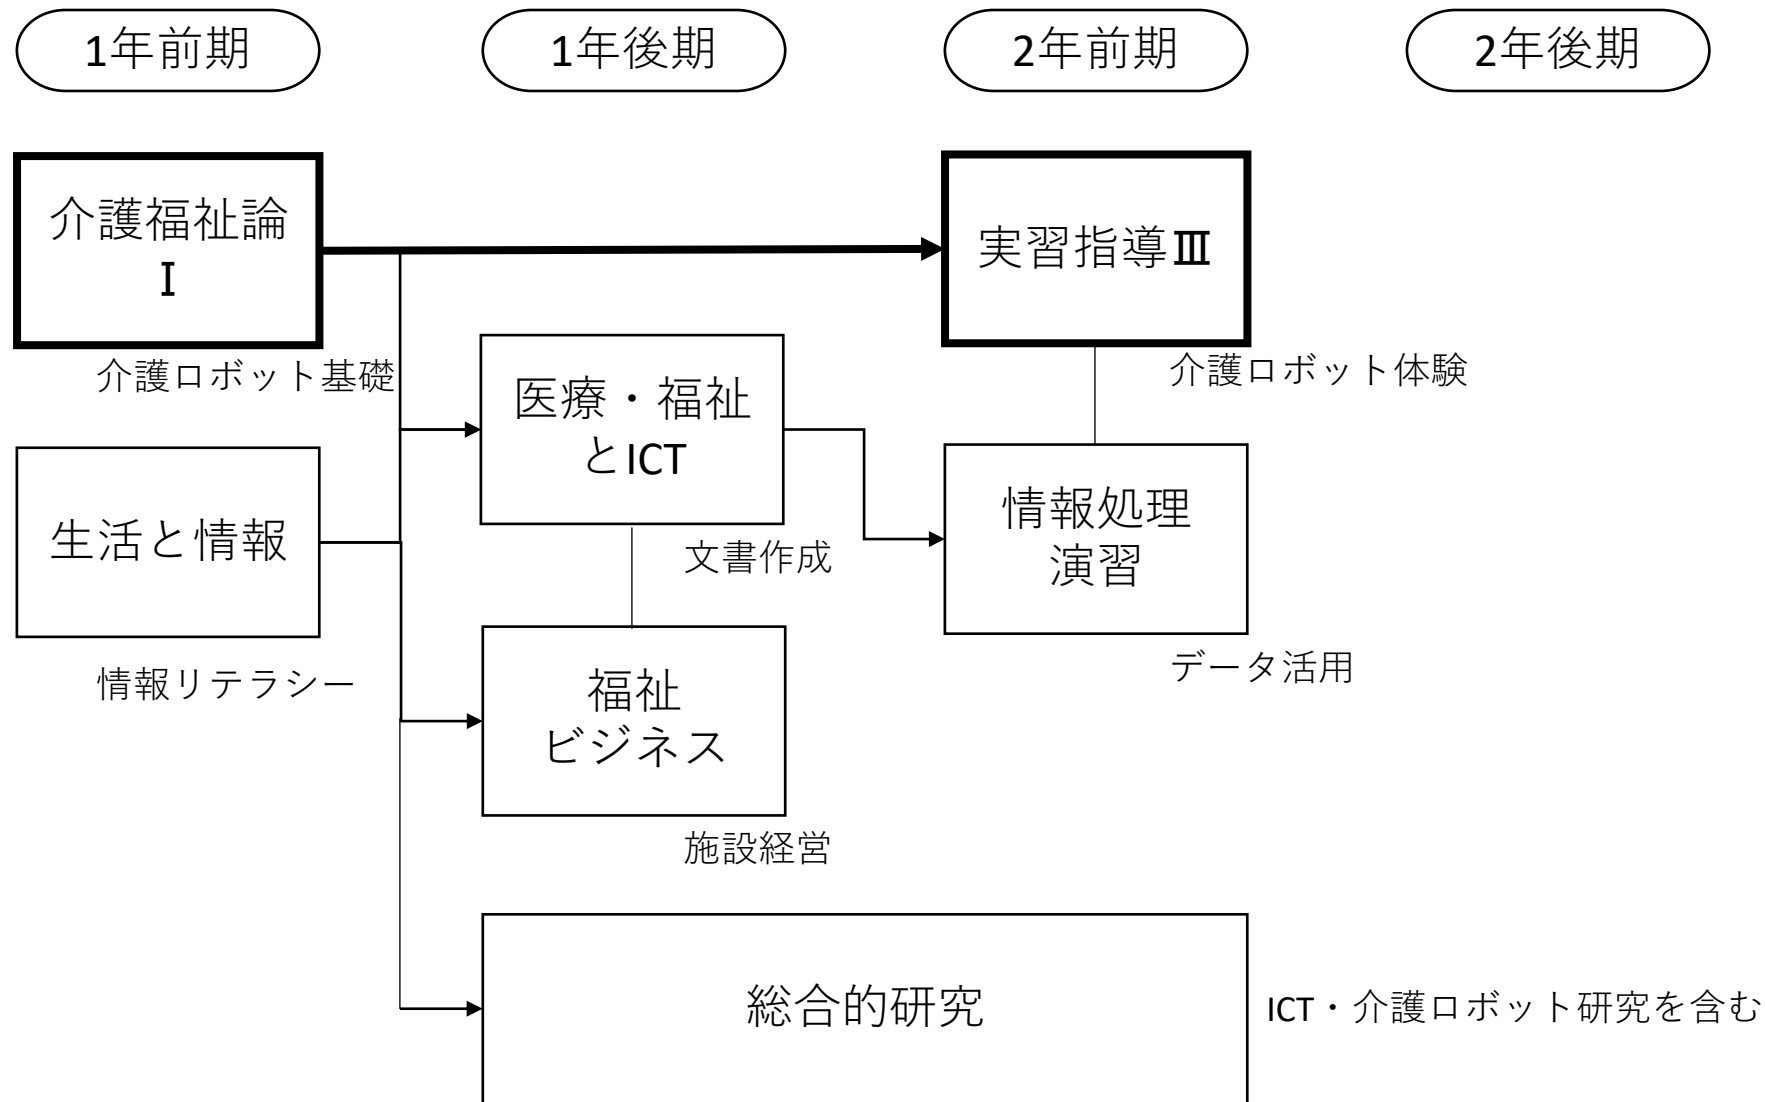 1年前期
1年後期
2年前期
2年後期
介護福祉論
Ⅰ
介護ロボット基礎
実習指導Ⅲ
介護ロボット体験
医療・福祉
とICT
文書作成
生活と情報
情報リテラシー
情報処理
演習
データ活用
福祉
ビジネス
施設経営
総合的研究
ICT・介護ロボット研究を含む